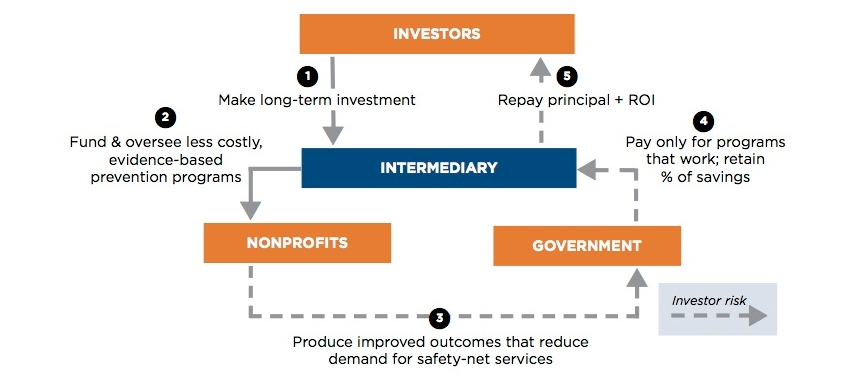 INVESTORS
1
Make long-term investment
5
Repay principal + ROI
2
Fund & oversee less costly,
evidence-based
prevention programs
4
Pay only for programs
that work; retain
% of savings
INTERMEDIARY
NONPROFITS
GOVERNMENT
Investor risk
3
Produce improved outcomes that reduce
demand for safety-net services